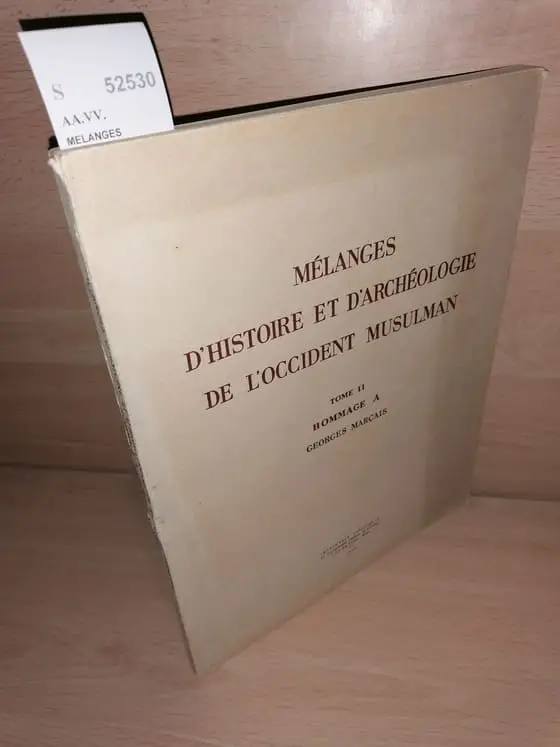 S 52530
AA.VV.
MELANGES
MÉLANGES
D'HISTOIRE ET D'ARCHÉOLOGIE
DE L'OCCIDENT MUSULMAN
TOME II
HOMMAGE A
GEORGES MARÇAIS